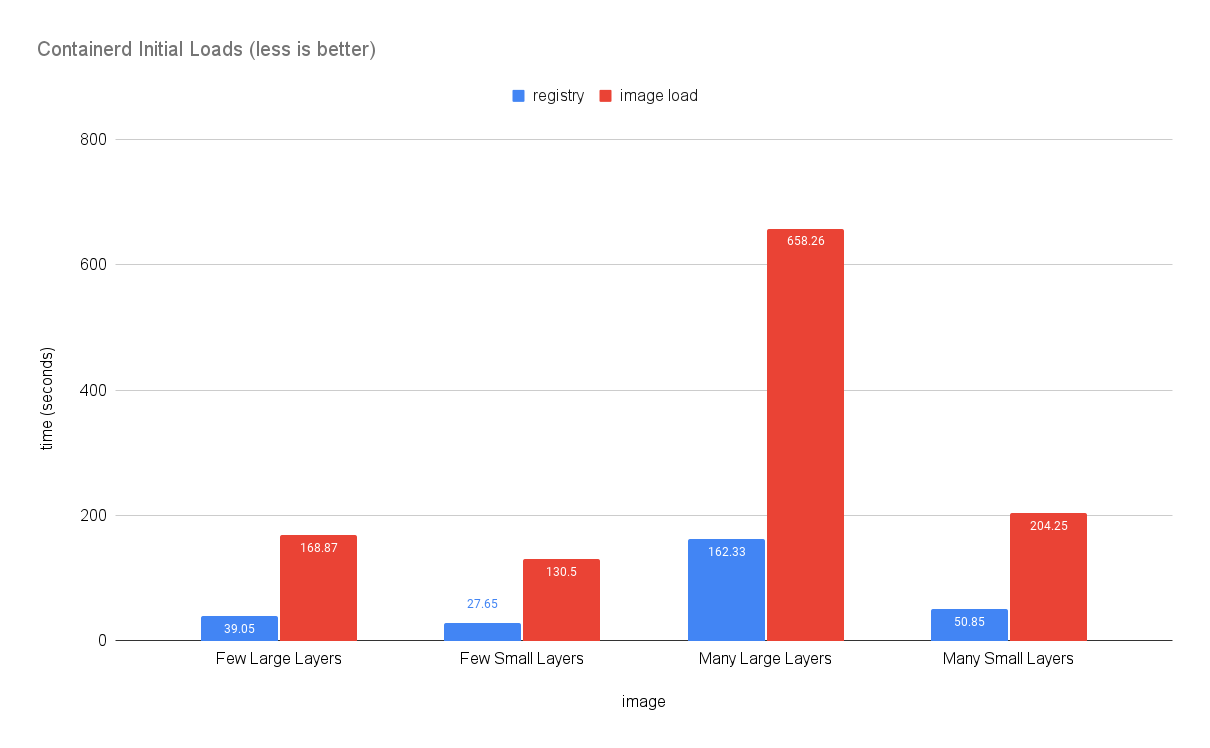 Containerd Initial Loads (less is better)
registry
image load
800
600
400
200
0
time (seconds)
39.05
168.87
27.65
130.5
162.33
658.26
50.85
204.25
Few Large Layers
Few Small Layers
Many Large Layers
Many Small Layers
image